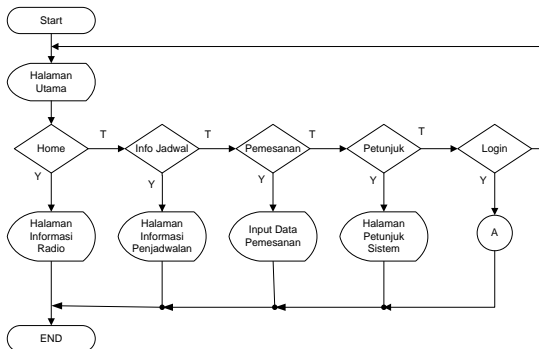 Start
Halaman
Utama
Home
T
Info Jadwal
T
Pemesanan
T
Petunjuk
T
Login
Y
Y
Y
Y
Y
Halaman
Informasi
Radio
Halaman
Informasi
Penjadwalan
Input Data
Pemesanan
Halaman
Petunjuk
Sistem
A
END